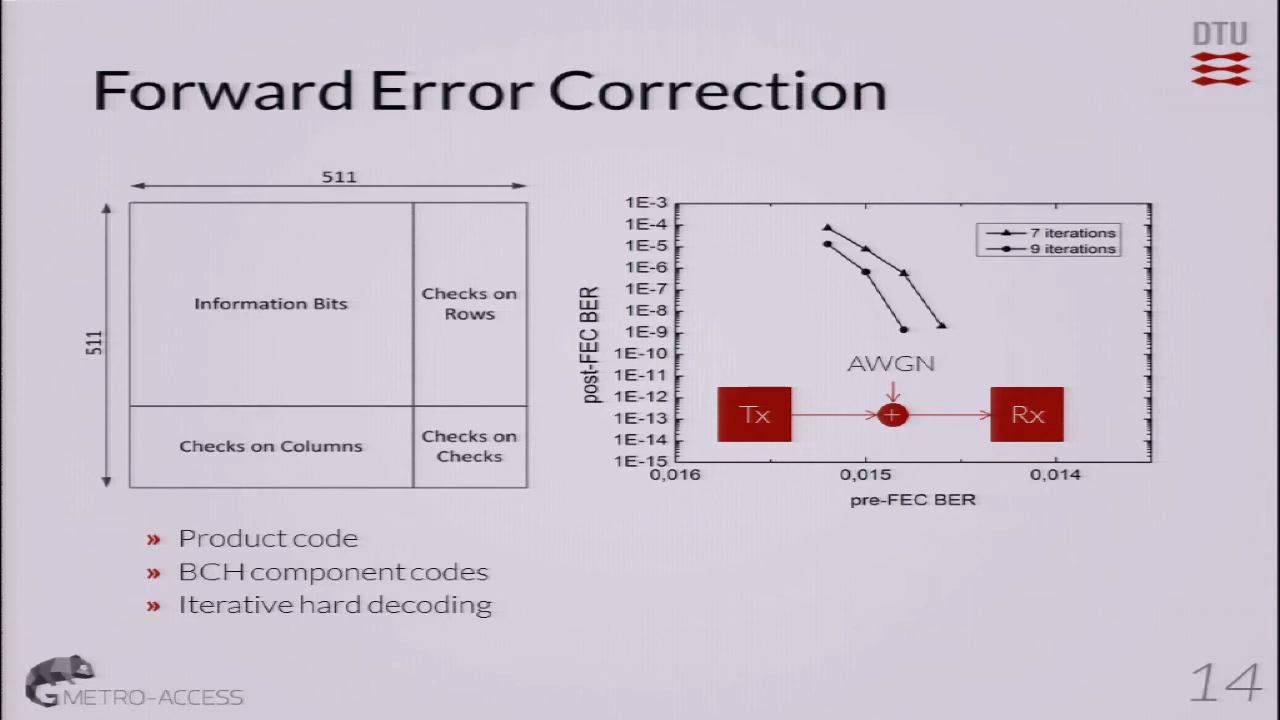 DTU
Forward Error Correction
511
511
Information Bits
Checks on
Rows
Checks on Columns
Checks on
Checks
post-FEC BER
1E-3
1E-4
1E-5
1E-6
1E-7
1E-8
1E-9
1E-10
1E-11
1E-12
1E-13
1E-14
1E-15
7 iterations
9 iterations
AWGN
Tx
+
Rx
0,016
0,015
0,014
pre-FEC BER
» Product code
» BCH component codes
» Iterative hard decoding
G METRO-ACCESS
14